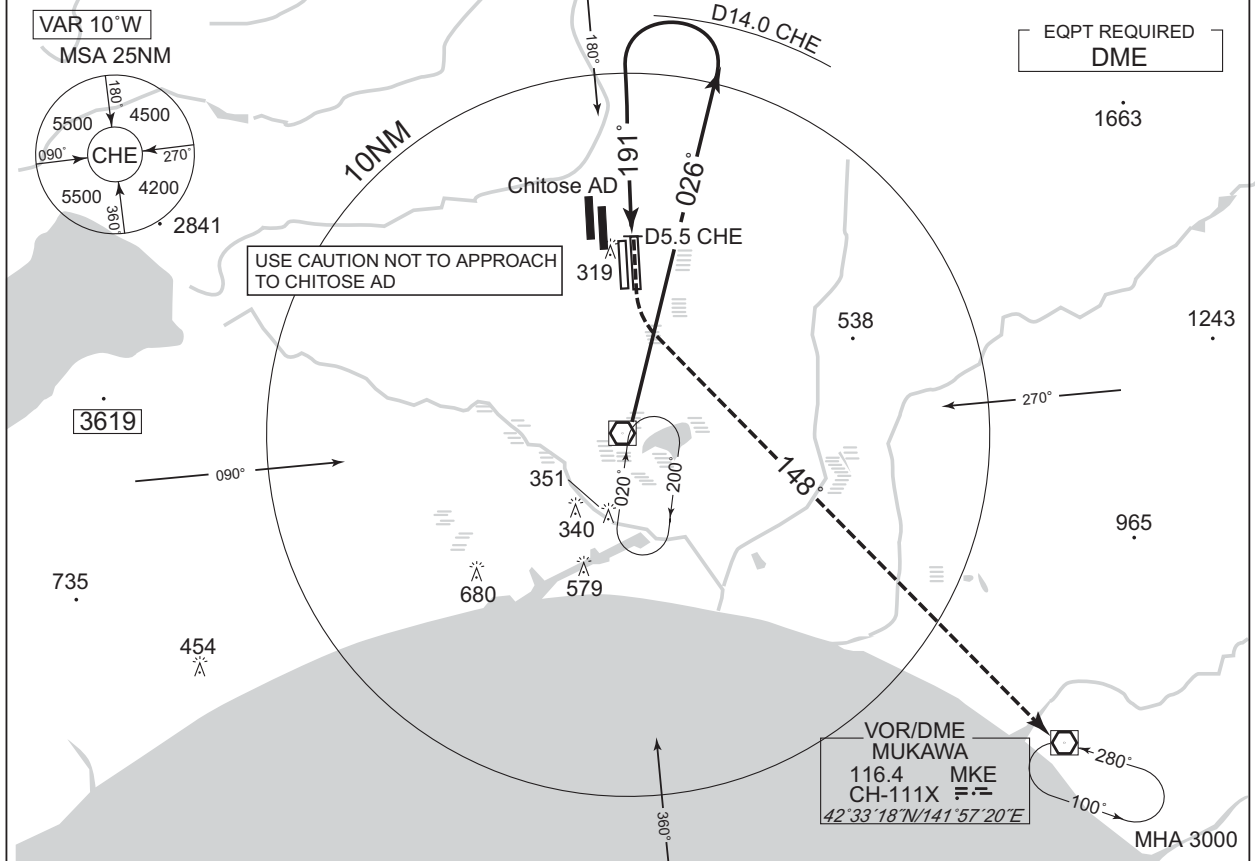 VAR 10°W
MSA 25NM
180°
5500
4500
090°
CHE
270°
5500
4200
360°
2841
10NM
180°
D14.0 CHE
EQPT REQUIRED
DME
1663
191°
026°
Chitose AD
D5.5 CHE
319
USE CAUTION NOT TO APPROACH
TO CHITOSE AD
538
1243
3619
270°
090°
351
020°
200°
148°
340
965
735
680
579
454
VOR/DME
MUKAWA
116.4 MKE
CH-111X
42°33´18˝N/141°57´20˝E
280°
100°
360°
MHA 3000